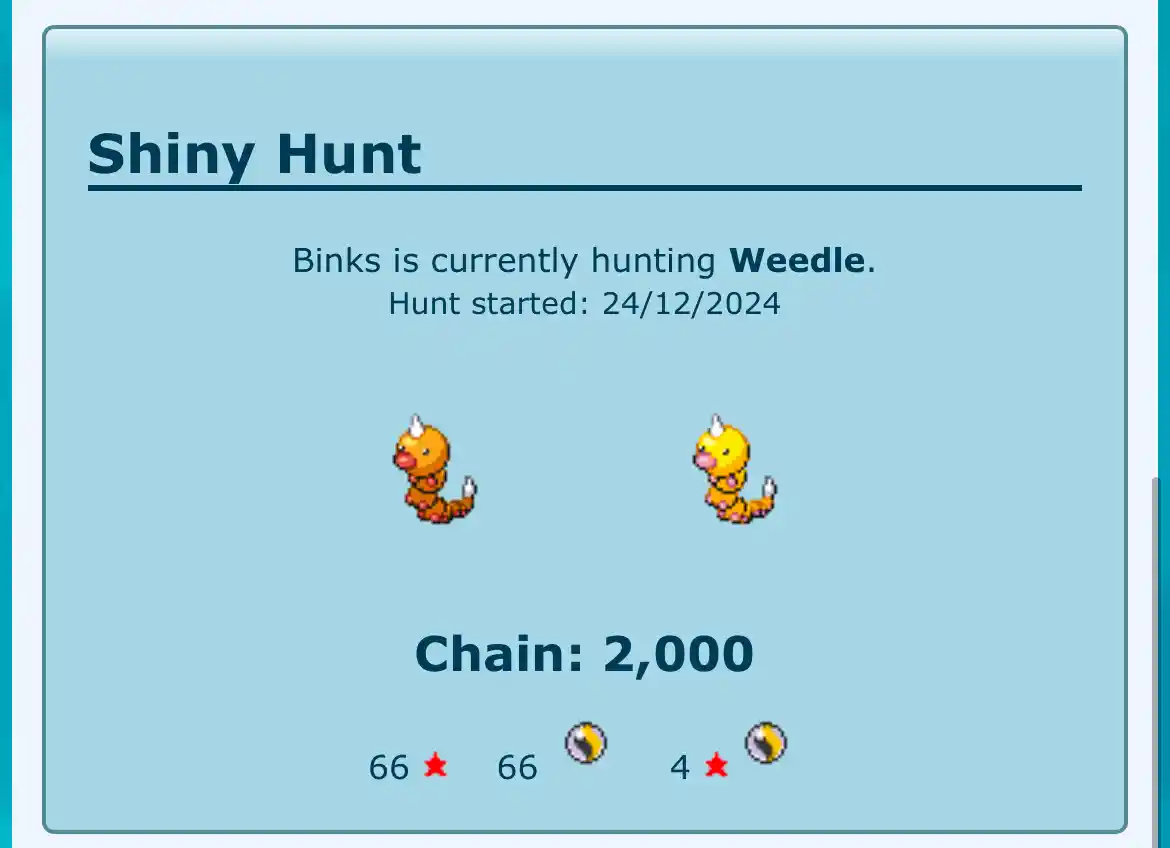 Shiny Hunt
Binks is currently hunting Weedle.
Hunt started: 24/12/2024
Chain: 2,000
66 66 4